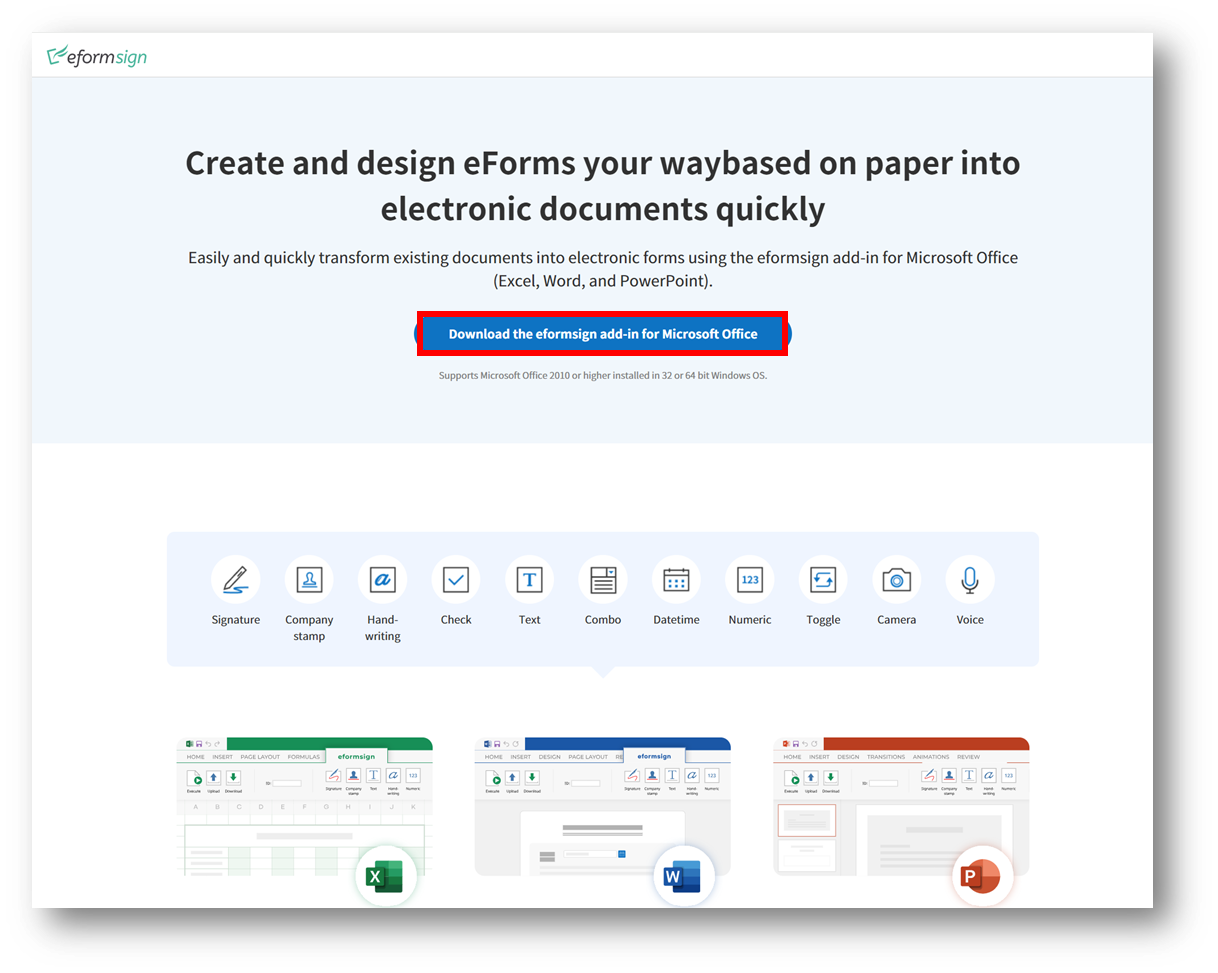 eformsign
Create and design eForms your waybased on paper into
electronic documents quickly
Easily and quickly transform existing documents into electronic forms using the eformsign add-in for Microsoft Office
(Excel, Word, and PowerPoint).
Download the eformsign add-in for Microsoft Office
Supports Microsoft Office 2010 or higher installed in 32 or 64 bit Windows OS.
123
Signature Company Hand- Check Text Combo Datetime Numeric Toggle Camera Voice
stamp writing
HOME INSERT PAGE LAYOUT FORMULAS eformsign
Execute Upload Download ID: Signature Company Text Hand- Numeric
stamp writing
A B C D E F G H I J K
X
HOME INSERT DESIGN PAGE LAYOUT RE eformsign
Execute Upload Download ID: Signature Company Text Hand- Numeric
stamp writing
W
HOME INSERT DESIGN TRANSITIONS ANIMATIONS REVIEW
Execute Upload Download ID: Signature Company Text Hand- Numeric
stamp writing
P